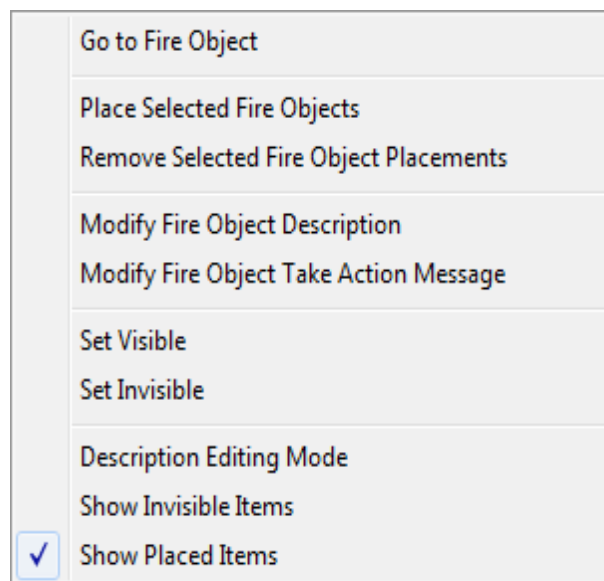 Go to Fire Object
Place Selected Fire Objects
Remove Selected Fire Object Placements
Modify Fire Object Description
Modify Fire Object Take Action Message
Set Visible
Set Invisible
Description Editing Mode
Show Invisible Items
Show Placed Items